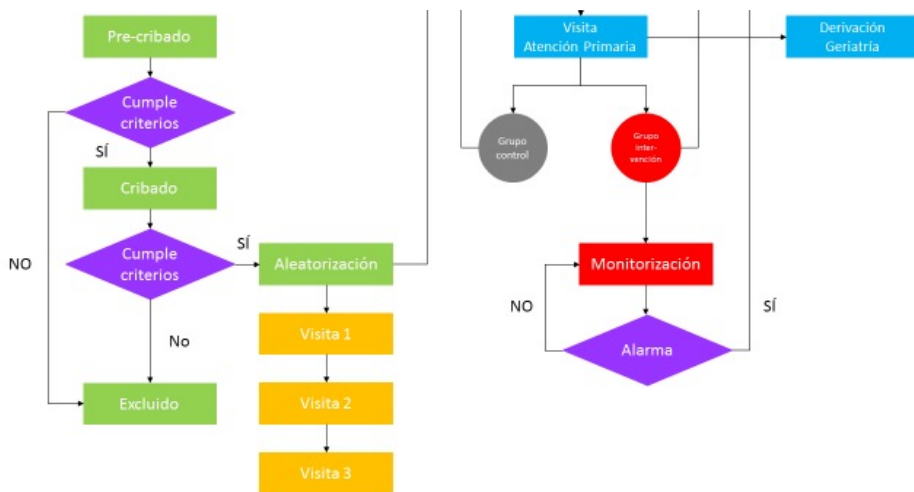 Pre-cribado
Cumple
criterios
SÍ
Cribado
NO
Cumple
criterios
SÍ
Aleatorización
No
Visita 1
Excluido
Visita 2
Visita 3
Visita
Atención Primaria
Derivación
Geriatría
Grupo
control
Grupo
inter-
vención
Monitorización
NO
SÍ
Alarma